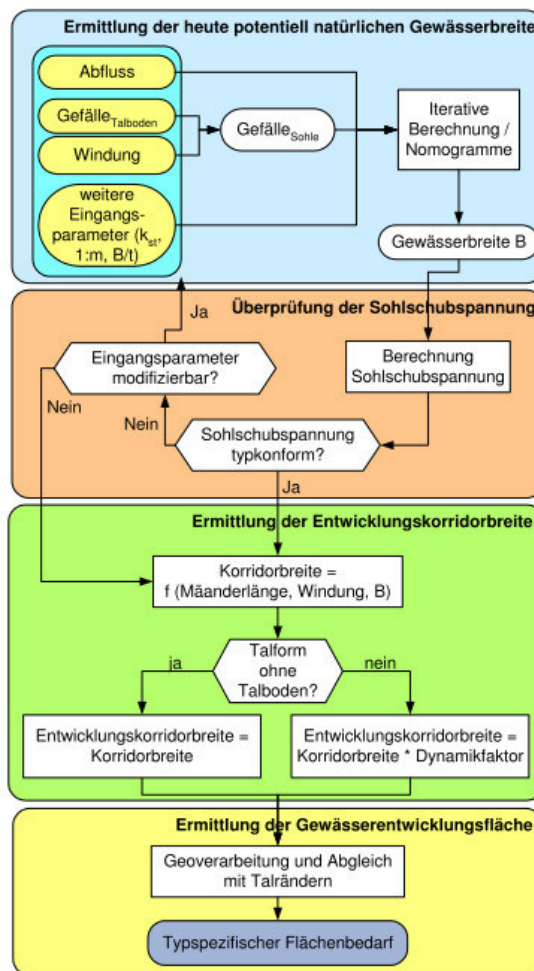 Ermittlung der heute potentiell natürlichen Gewässerbreite
Abfluss
Gefälle Talboden
Windung
weitere
Eingangs-
parameter (kst,
1:m, B/t)
Gefälle Sohle
Iterative
Berechnung /
Nomogramme
Gewässerbreite B
Überprüfung der Sohlschubspannung
Ja
Eingangsparameter
modifizierbar?
Berechnung
Sohlschubspannung
Nein
Nein
Sohlschubspannung
typkonform?
Ja
Ermittlung der Entwicklungskorridorbreite
Korridorbreite =
f (Mäanderlänge, Windung, B)
Talform
ohne
Talboden?
ja
nein
Entwicklungskorridorbreite =
Korridorbreite
Entwicklungskorridorbreite =
Korridorbreite * Dynamikfaktor
Ermittlung der Gewässerentwicklungsfläche
Geoverarbeitung und Abgleich
mit Talrändern
Typspezifischer Flächenbedarf